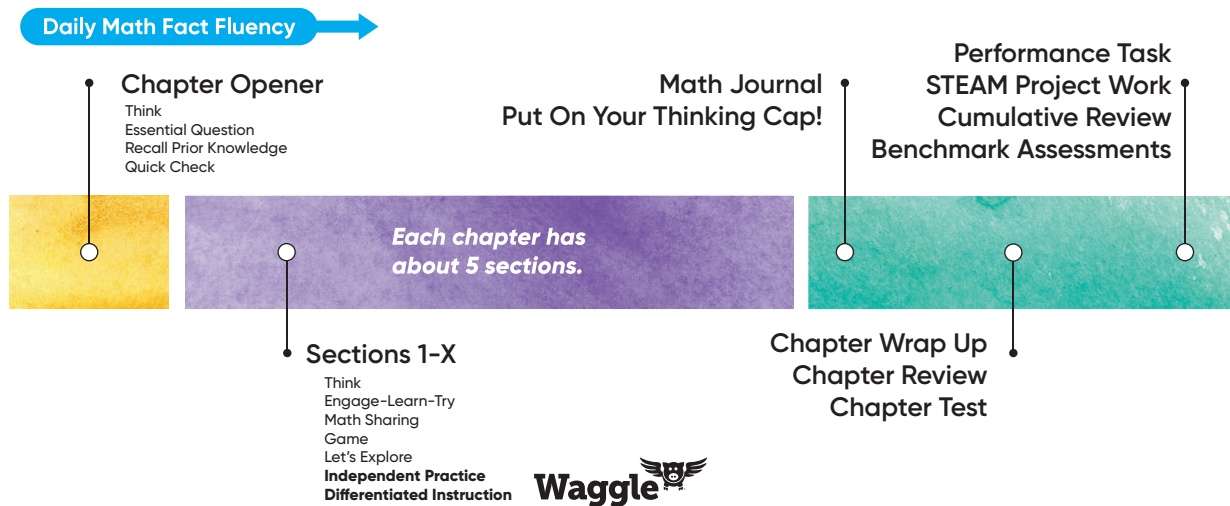 Daily Math Fact Fluency
Chapter Opener
Think
Essential Question
Recall Prior Knowledge
Quick Check
Math Journal
Put On Your Thinking Cap!
Performance Task
STEAM Project Work
Cumulative Review
Benchmark Assessments
Each chapter has
about 5 sections.
Sections 1-X
Think
Engage-Learn-Try
Math Sharing
Game
Let's Explore
Independent Practice
Differentiated Instruction
Waggle
Chapter Wrap Up
Chapter Review
Chapter Test